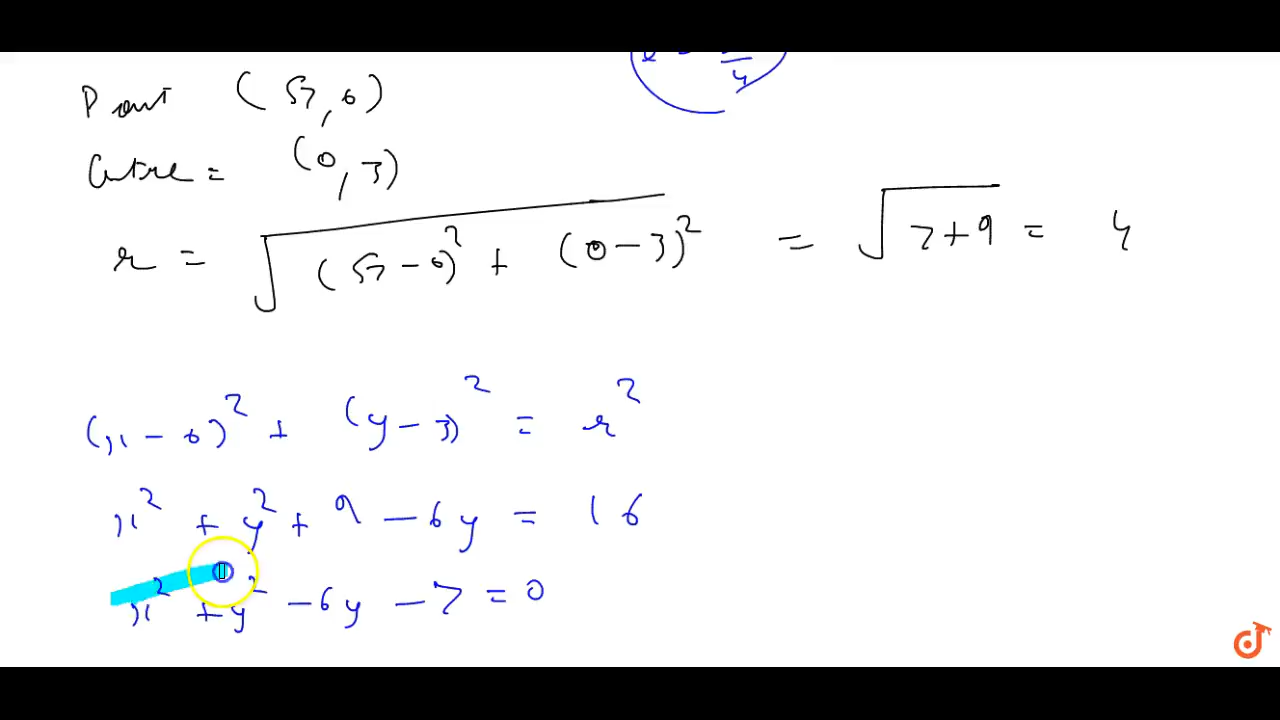 4
Point (√7, 0)
Centre = (0, 3)
r = √((√7 - 0)² + (0 - 3)²) = √(7 + 9) = 4
(x - 0)² + (y - 3)² = r²
x² + y² + 9 - 6y = 16
x² + y² - 6y - 7 = 0